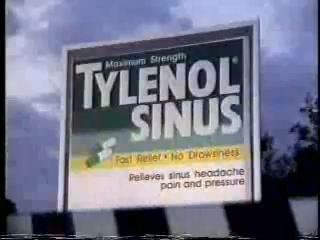 Maximum Strength
TYLENOL®
SINUS
Fast Relief • No Drowsiness
Relieves sinus headache
pain and pressure